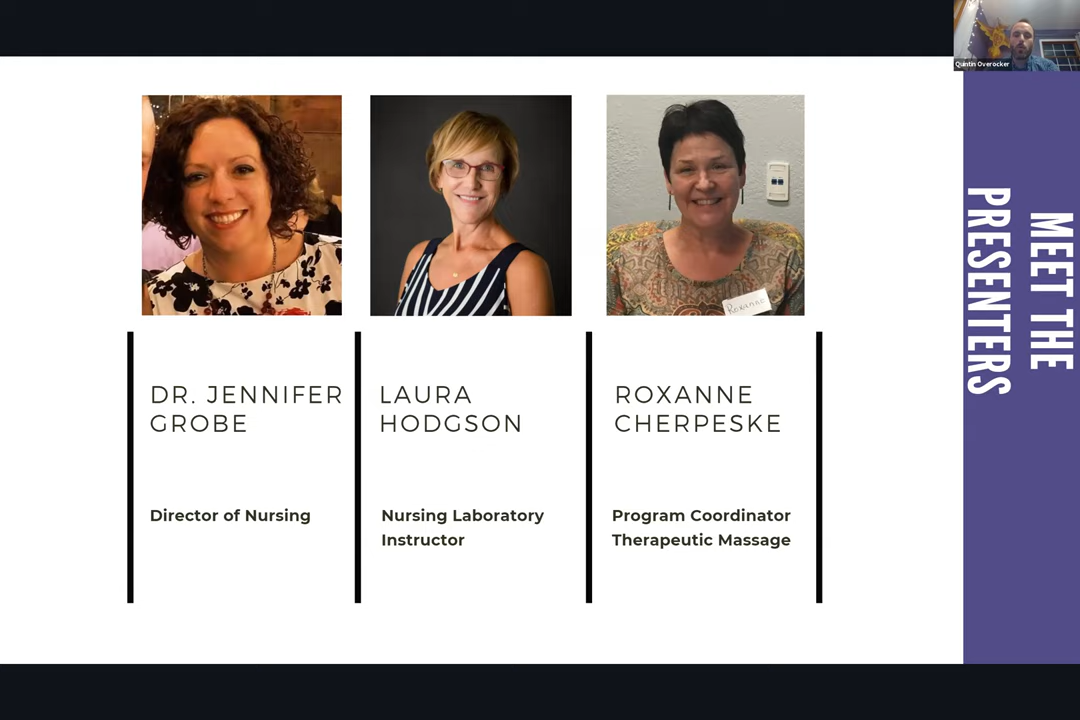 Quintin Overocker
MEET THE
PRESENTERS
Roxanne
DR. JENNIFER
GROBE
LAURA
HODGSON
ROXANNE
CHERPESKE
Director of Nursing
Nursing Laboratory
Instructor
Program Coordinator
Therapeutic Massage